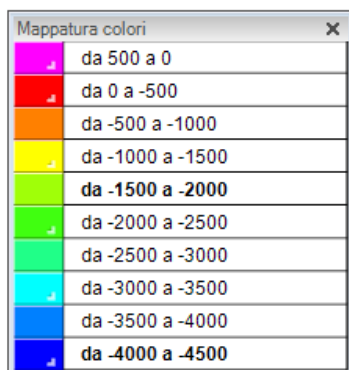 Mappatura colori
da 500 a 0
da 0 a -500
da -500 a -1000
da -1000 a -1500
da -1500 a -2000
da -2000 a -2500
da -2500 a -3000
da -3000 a -3500
da -3500 a -4000
da -4000 a -4500